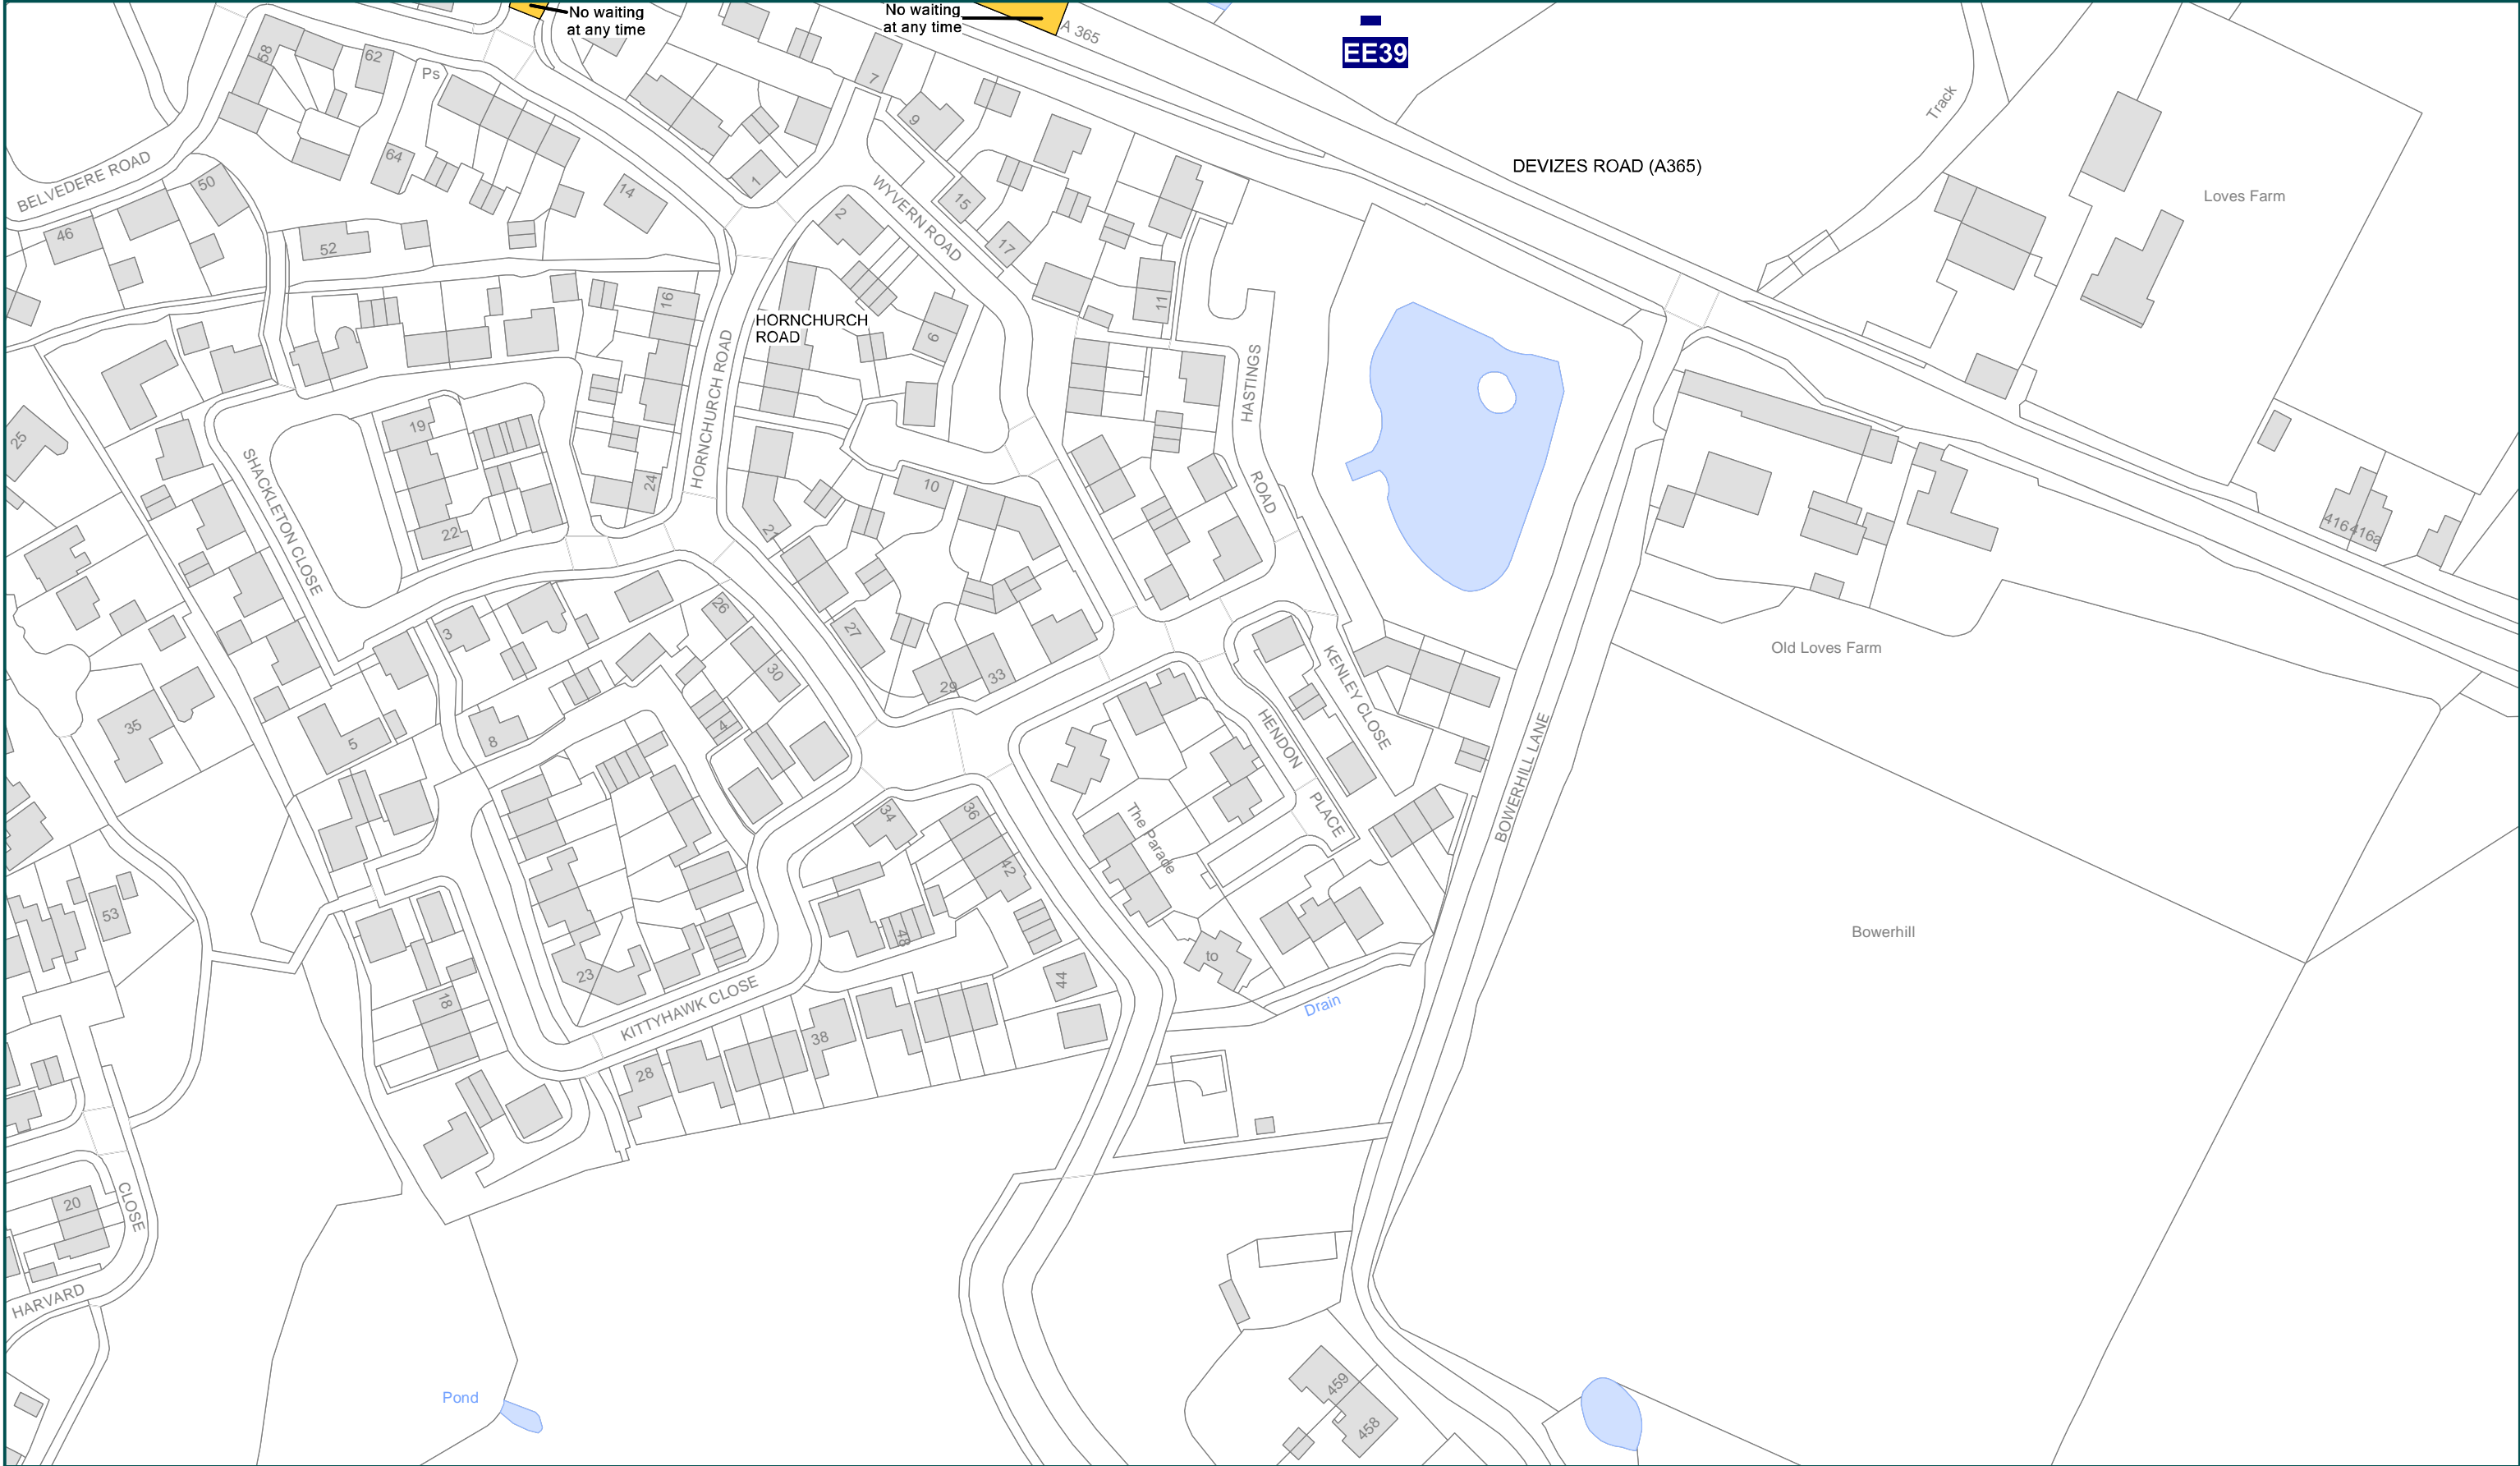 No waiting
at any time
No waiting
at any time
A 365
EE39
58
62
Ps
7
9
Track
64
BELVEDERE ROAD
50
1
14
WYVERN ROAD
15
DEVIZES ROAD (A365)
Loves Farm
46
52
2
17
16
11
HORNCHURCH
ROAD
6
HORNCHURCH ROAD
HASTINGS
ROAD
25
19
SHACKLETON CLOSE
24
10
22
21
416
416a
26
3
27
Old Loves Farm
30
29
33
KENLEY CLOSE
35
5
8
4
HENDON
PLACE
BOWERHILL LANE
34
36
The Parade
42
53
48
Bowerhill
23
to
44
18
KITTYHAWK CLOSE
Drain
38
28
20
CLOSE
HARVARD
459
458
Pond